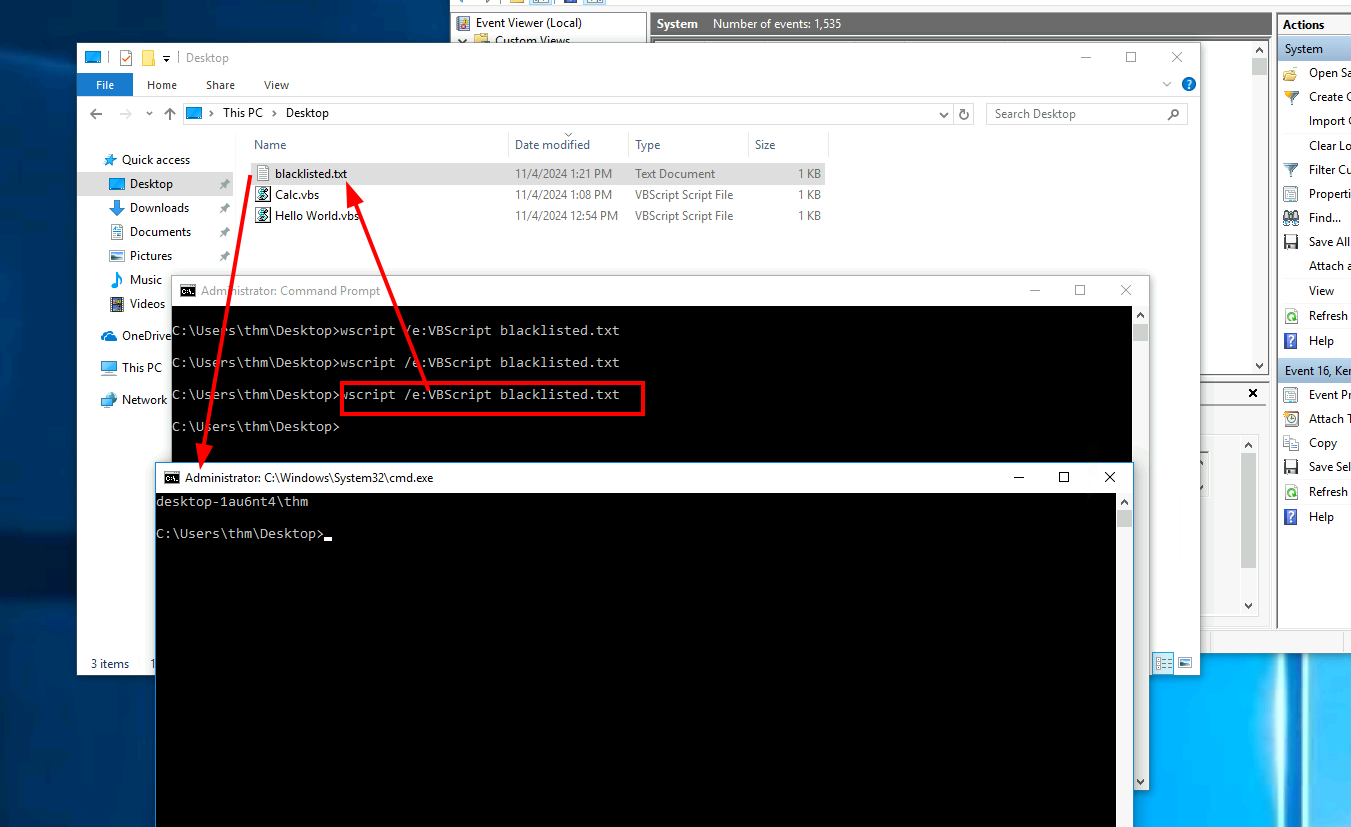 Event Viewer (Local)
Custom Views
System Number of events: 1,535
Actions
System
Open Sa
Create C
Import C
Clear Lo
Filter Cu
Properti
Find...
Save All
Attach a
View
Refresh
Help
Event 16, Ker
Event Pr
Attach T
Copy
Save Sel
Refresh
Help
Desktop
File Home Share View
This PC Desktop
Search Desktop
Name Date modified Type Size
Quick access
Desktop
Downloads
Documents
Pictures
Music
Videos
OneDrive
This PC
Network
blacklisted.txt 11/4/2024 1:21 PM Text Document 1 KB
Calc.vbs 11/4/2024 1:08 PM VBScript Script File 1 KB
Hello World.vbs 11/4/2024 12:54 PM VBScript Script File 1 KB
3 items 1
Administrator: Command Prompt
C:\Users\thm\Desktop>wscript /e:VBScript blacklisted.txt
C:\Users\thm\Desktop>wscript /e:VBScript blacklisted.txt
C:\Users\thm\Desktop>wscript /e:VBScript blacklisted.txt
C:\Users\thm\Desktop>
Administrator: C:\Windows\System32\cmd.exe
desktop-1au6nt4\thm
C:\Users\thm\Desktop>